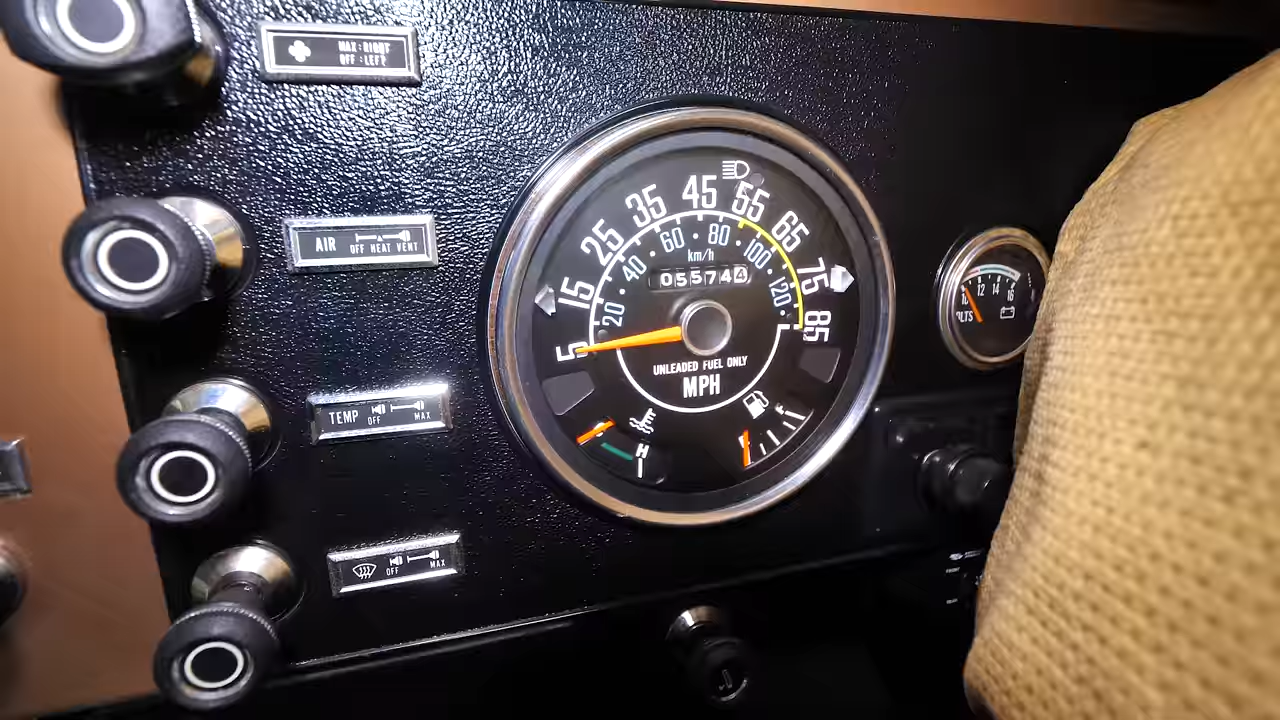 MAX:RIGHT
OFF:LEFT
AIR
OFF HEAT VENT
TEMP
OFF MAX
OFF MAX
5 15 25 35 45 55 65 75 85
20 40 60 80 100 120
km/h
055744
UNLEADED FUEL ONLY
MPH
H
F
10 12 14 16
VOLTS